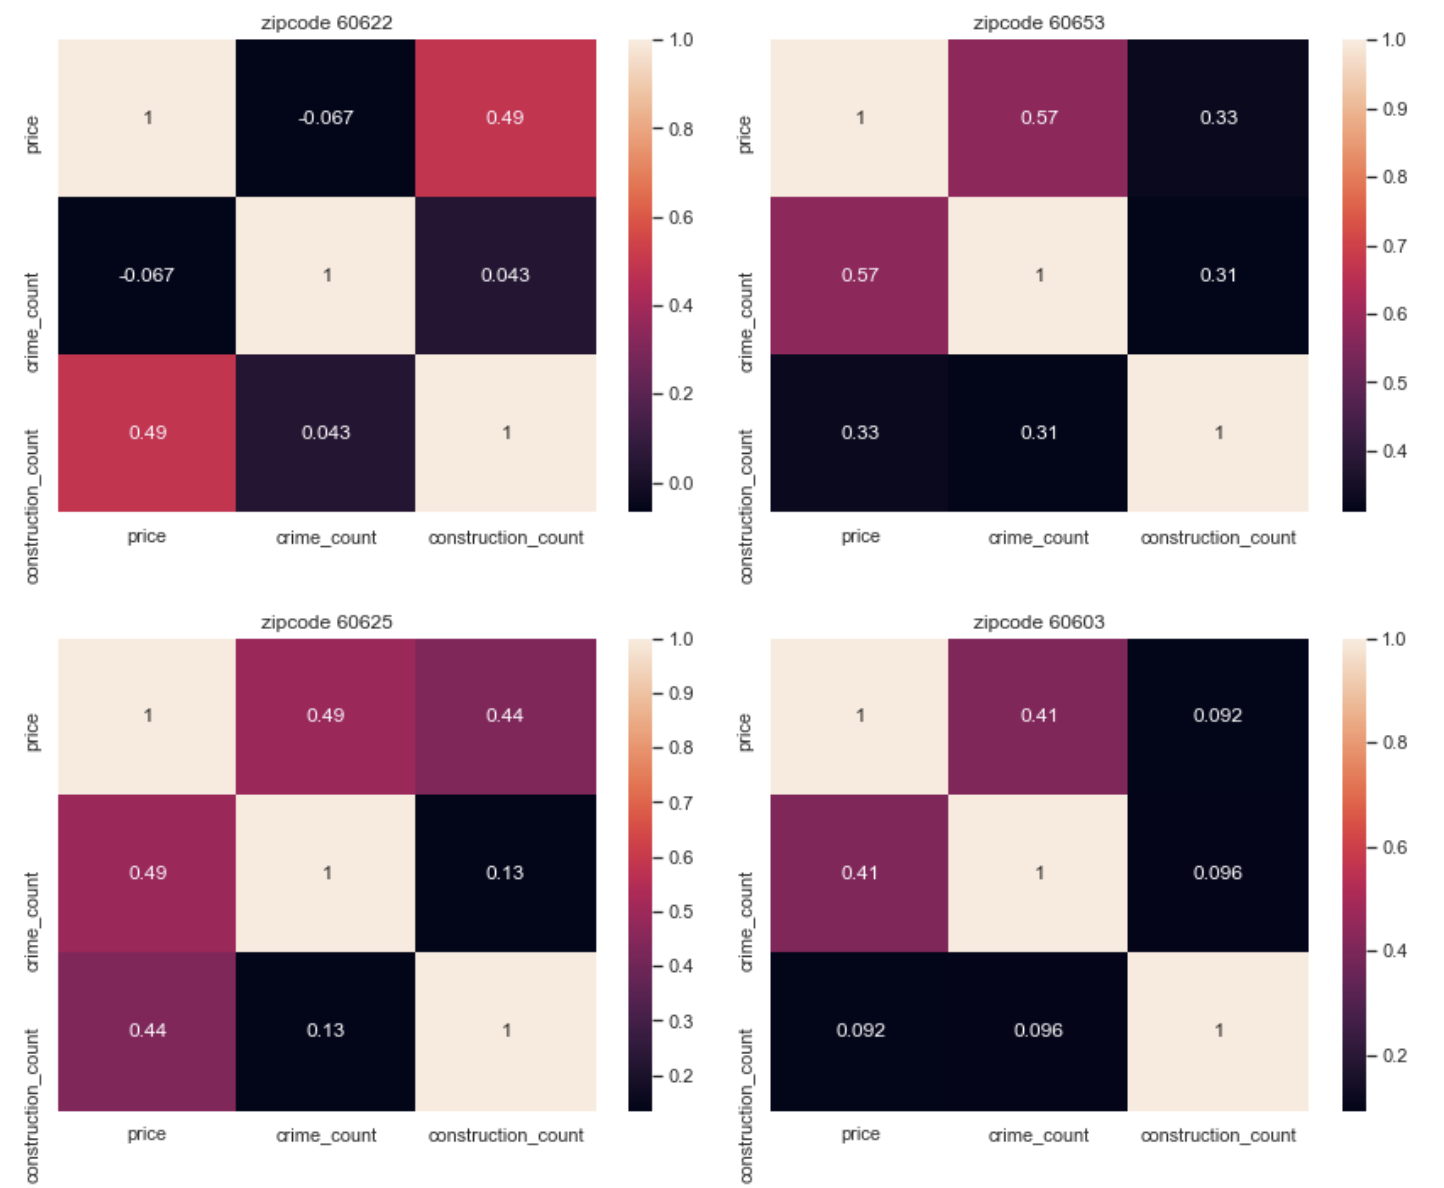 zipcode 60622
price
crime_count
construction_count
1 -0.067 0.49
-0.067 1 0.043
0.49 0.043 1
price crime_count construction_count
1.0
0.8
0.6
0.4
0.2
0.0
zipcode 60653
price
crime_count
construction_count
1 0.57 0.33
0.57 1 0.31
0.33 0.31 1
price crime_count construction_count
1.0
0.9
0.8
0.7
0.6
0.5
0.4
zipcode 60625
price
crime_count
construction_count
1 0.49 0.44
0.49 1 0.13
0.44 0.13 1
price crime_count construction_count
1.0
0.9
0.8
0.7
0.6
0.5
0.4
0.3
0.2
zipcode 60603
price
crime_count
construction_count
1 0.41 0.092
0.41 1 0.096
0.092 0.096 1
price crime_count construction_count
1.0
0.8
0.6
0.4
0.2